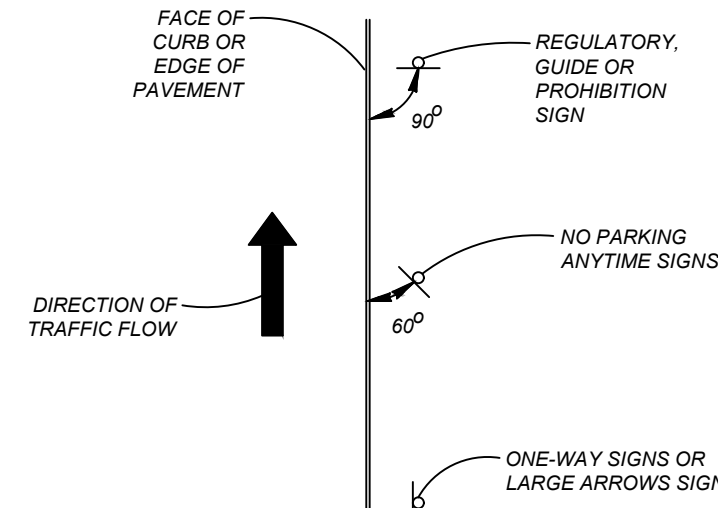 FACE OF
CURB OR
EDGE OF
PAVEMENT
REGULATORY,
GUIDE OR
PROHIBITION
SIGN
90°
NO PARKING
ANYTIME SIGNS
DIRECTION OF
TRAFFIC FLOW
60°
ONE-WAY SIGNS OR
LARGE ARROWS SIGN